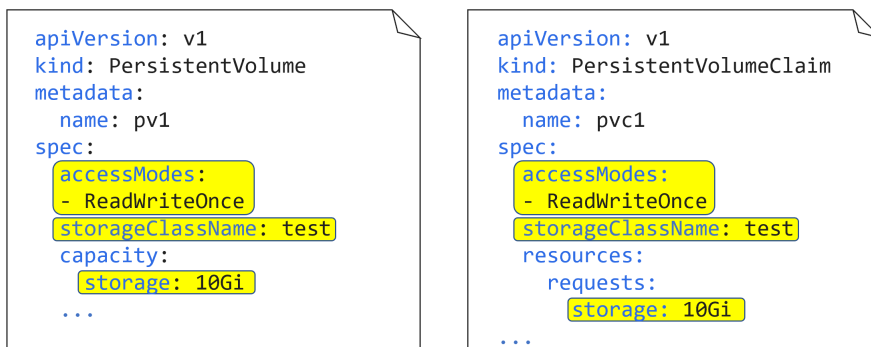 apiVersion: v1
kind: PersistentVolume
metadata:
  name: pv1
spec:
  accessModes:
  - ReadWriteOnce
  storageClassName: test
  capacity:
    storage: 10Gi
  ...
apiVersion: v1
kind: PersistentVolumeClaim
metadata:
  name: pvc1
spec:
  accessModes:
  - ReadWriteOnce
  storageClassName: test
  resources:
    requests:
      storage: 10Gi
...